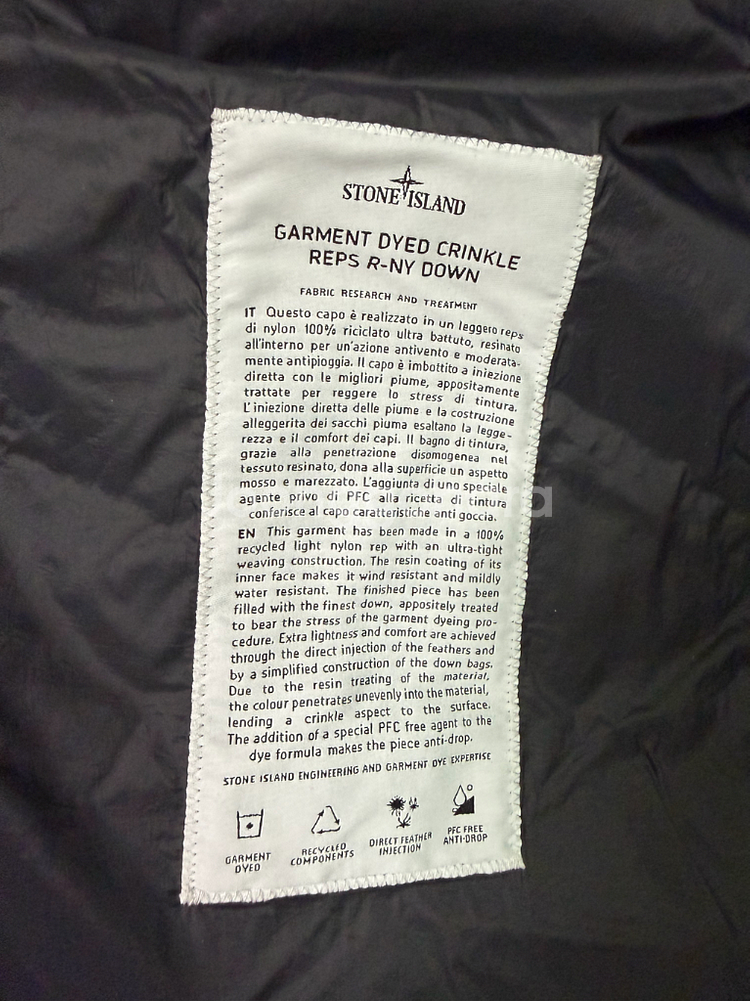 STONE ISLAND
GARMENT DYED CRINKLE
REPS R-NY DOWN
FABRIC RESEARCH AND TREATMENT
IT Questo capo è realizzato in un leggero reps
di nylon 100% riciclato ultra battuto, resinato
all'interno per un'azione antivento e moderata-
mente antipioggia. Il capo è imbottito a iniezione
diretta con le migliori piume, appositamente
trattate per reggere lo stress di tintura.
L'iniezione diretta delle piume e la costruzione
alleggerita dei sacchi piuma esaltano la legge-
rezza e il comfort dei capi. Il bagno di tintura,
grazie alla penetrazione disomogenea nel
tessuto resinato, dona alla superficie un aspetto
mosso e marezzato. L'aggiunta di uno speciale
agente privo di PFC alla ricetta di tintura
conferisce al capo caratteristiche anti goccia.
EN This garment has been made in a 100%
recycled light nylon rep with an ultra-tight
weaving construction. The resin coating of its
inner face makes it wind resistant and mildly
water resistant. The finished piece has been
filled with the finest down, appositely treated
to bear the stress of the garment dyeing pro-
cedure. Extra lightness and comfort are achieved
through the direct injection of the feathers and
by a simplified construction of the down bags.
Due to the resin treating of the material,
the colour penetrates unevenly into the material,
lending a crinkle aspect to the surface.
The addition of a special PFC free agent to the
dye formula makes the piece anti-drop.
STONE ISLAND ENGINEERING AND GARMENT DYE EXPERTISE
GARMENT
DYED
RECYCLED
COMPONENTS
DIRECT FEATHER
INJECTION
PFC FREE
ANTI-DROP